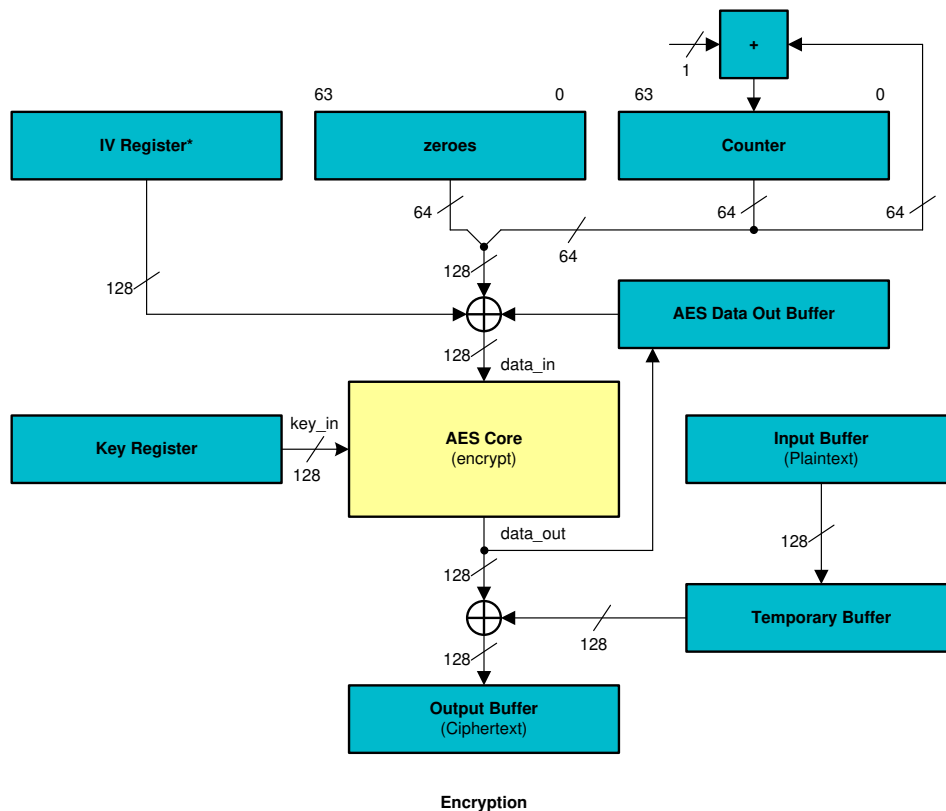 +
1
63 0 63 0
IV Register*
zeroes
Counter
64 64 64
64
128 128
AES Data Out Buffer
128
data_in
key_in
Key Register
128
AES Core
(encrypt)
Input Buffer
(Plaintext)
data_out
128
128
Temporary Buffer
128
128
Output Buffer
(Ciphertext)
Encryption